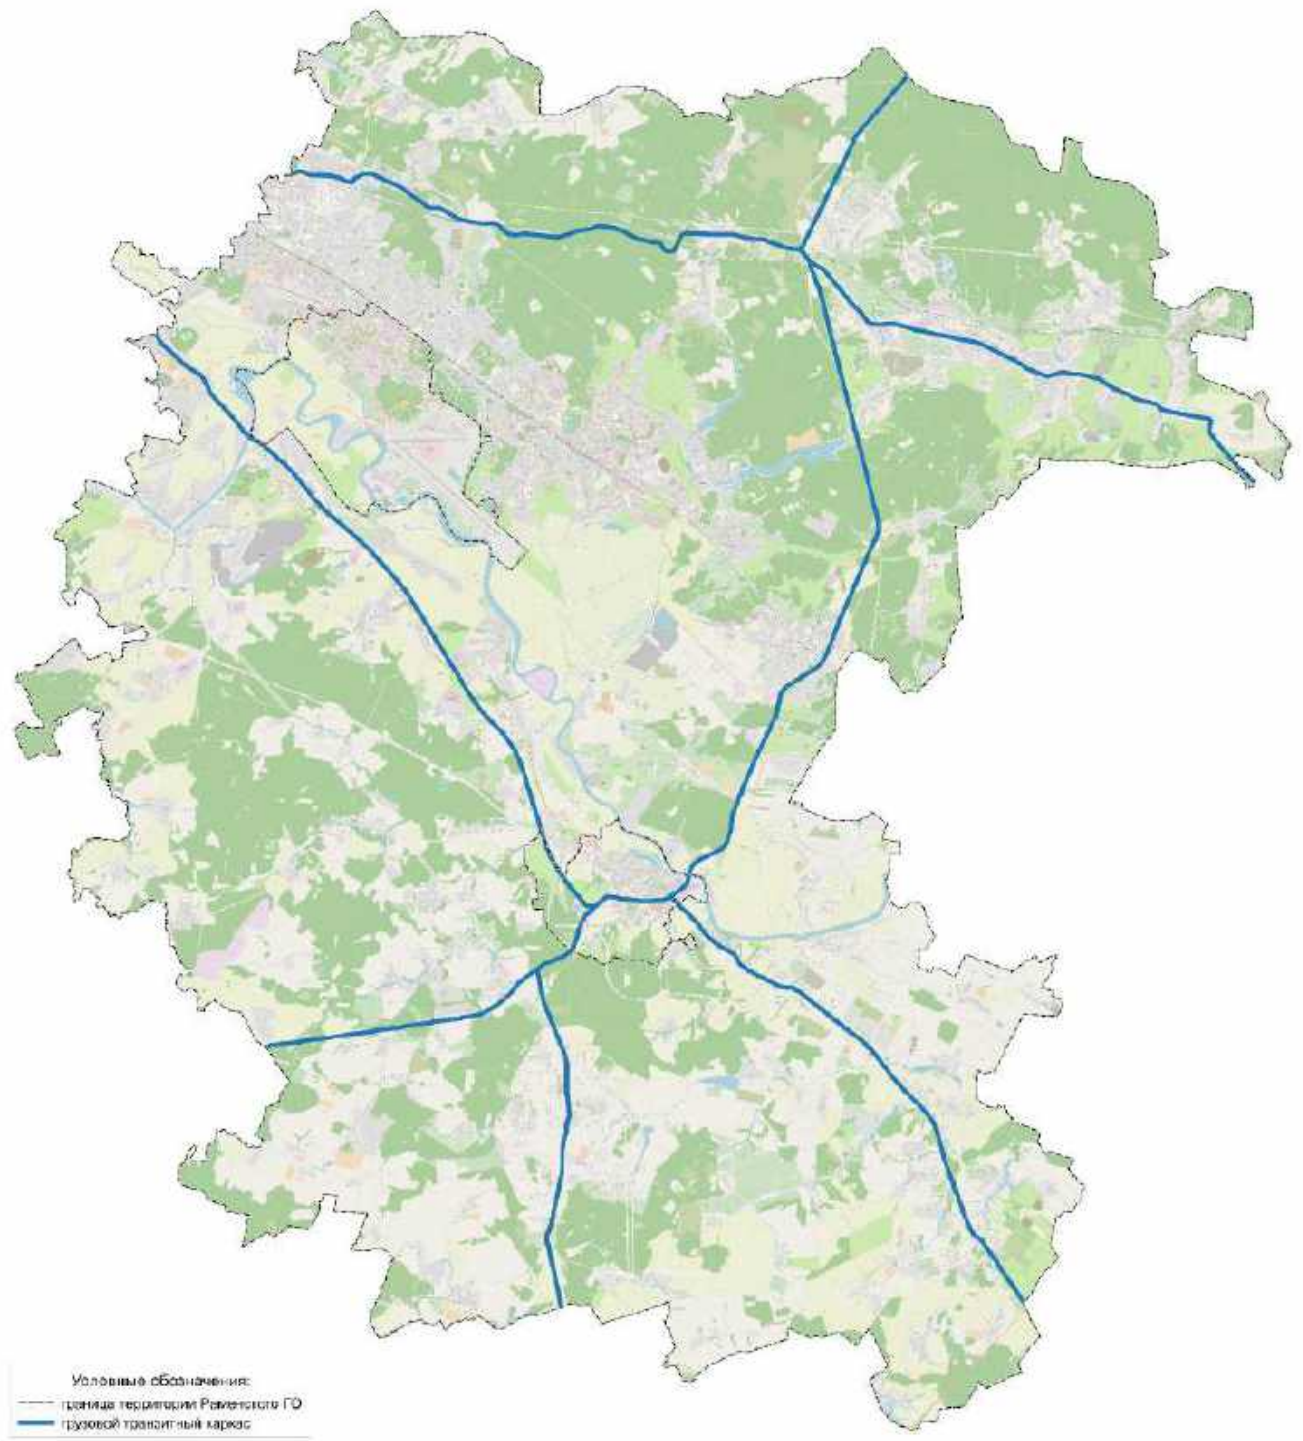 Условные обозначения:
граница территории Раменского ГО
грузовой транзитный каркас